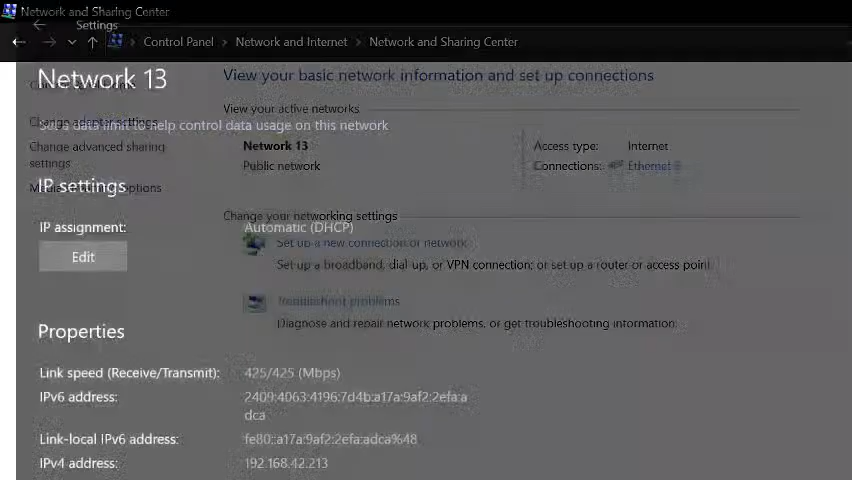 Network and Sharing Center
Settings
Control Panel
Network and Internet
Network and Sharing Center
Network 13
View your basic network information and set up connections
View your active networks
Change adapter settings
Set a data limit to help control data usage on this network
Change advanced sharing
settings
Network 13
Public network
Access type:
Internet
Connections:
Ethernet
IP settings
options
Change your networking settings
IP assignment:
Automatic (DHCP)
Set up a new connection or network
Edit
Set up a broadband, dial-up, or VPN connection; or set up a router or access point.
Troubleshoot problems
Diagnose and repair network problems, or get troubleshooting information.
Properties
Link speed (Receive/Transmit):
425/425 (Mbps)
IPv6 address:
2409:4063:4196:7d4b:a17a:9af2:2efa:a
dca
Link-local IPv6 address:
fe80::a17a:9af2:2efa:adca%48
IPv4 address:
192.168.42.213